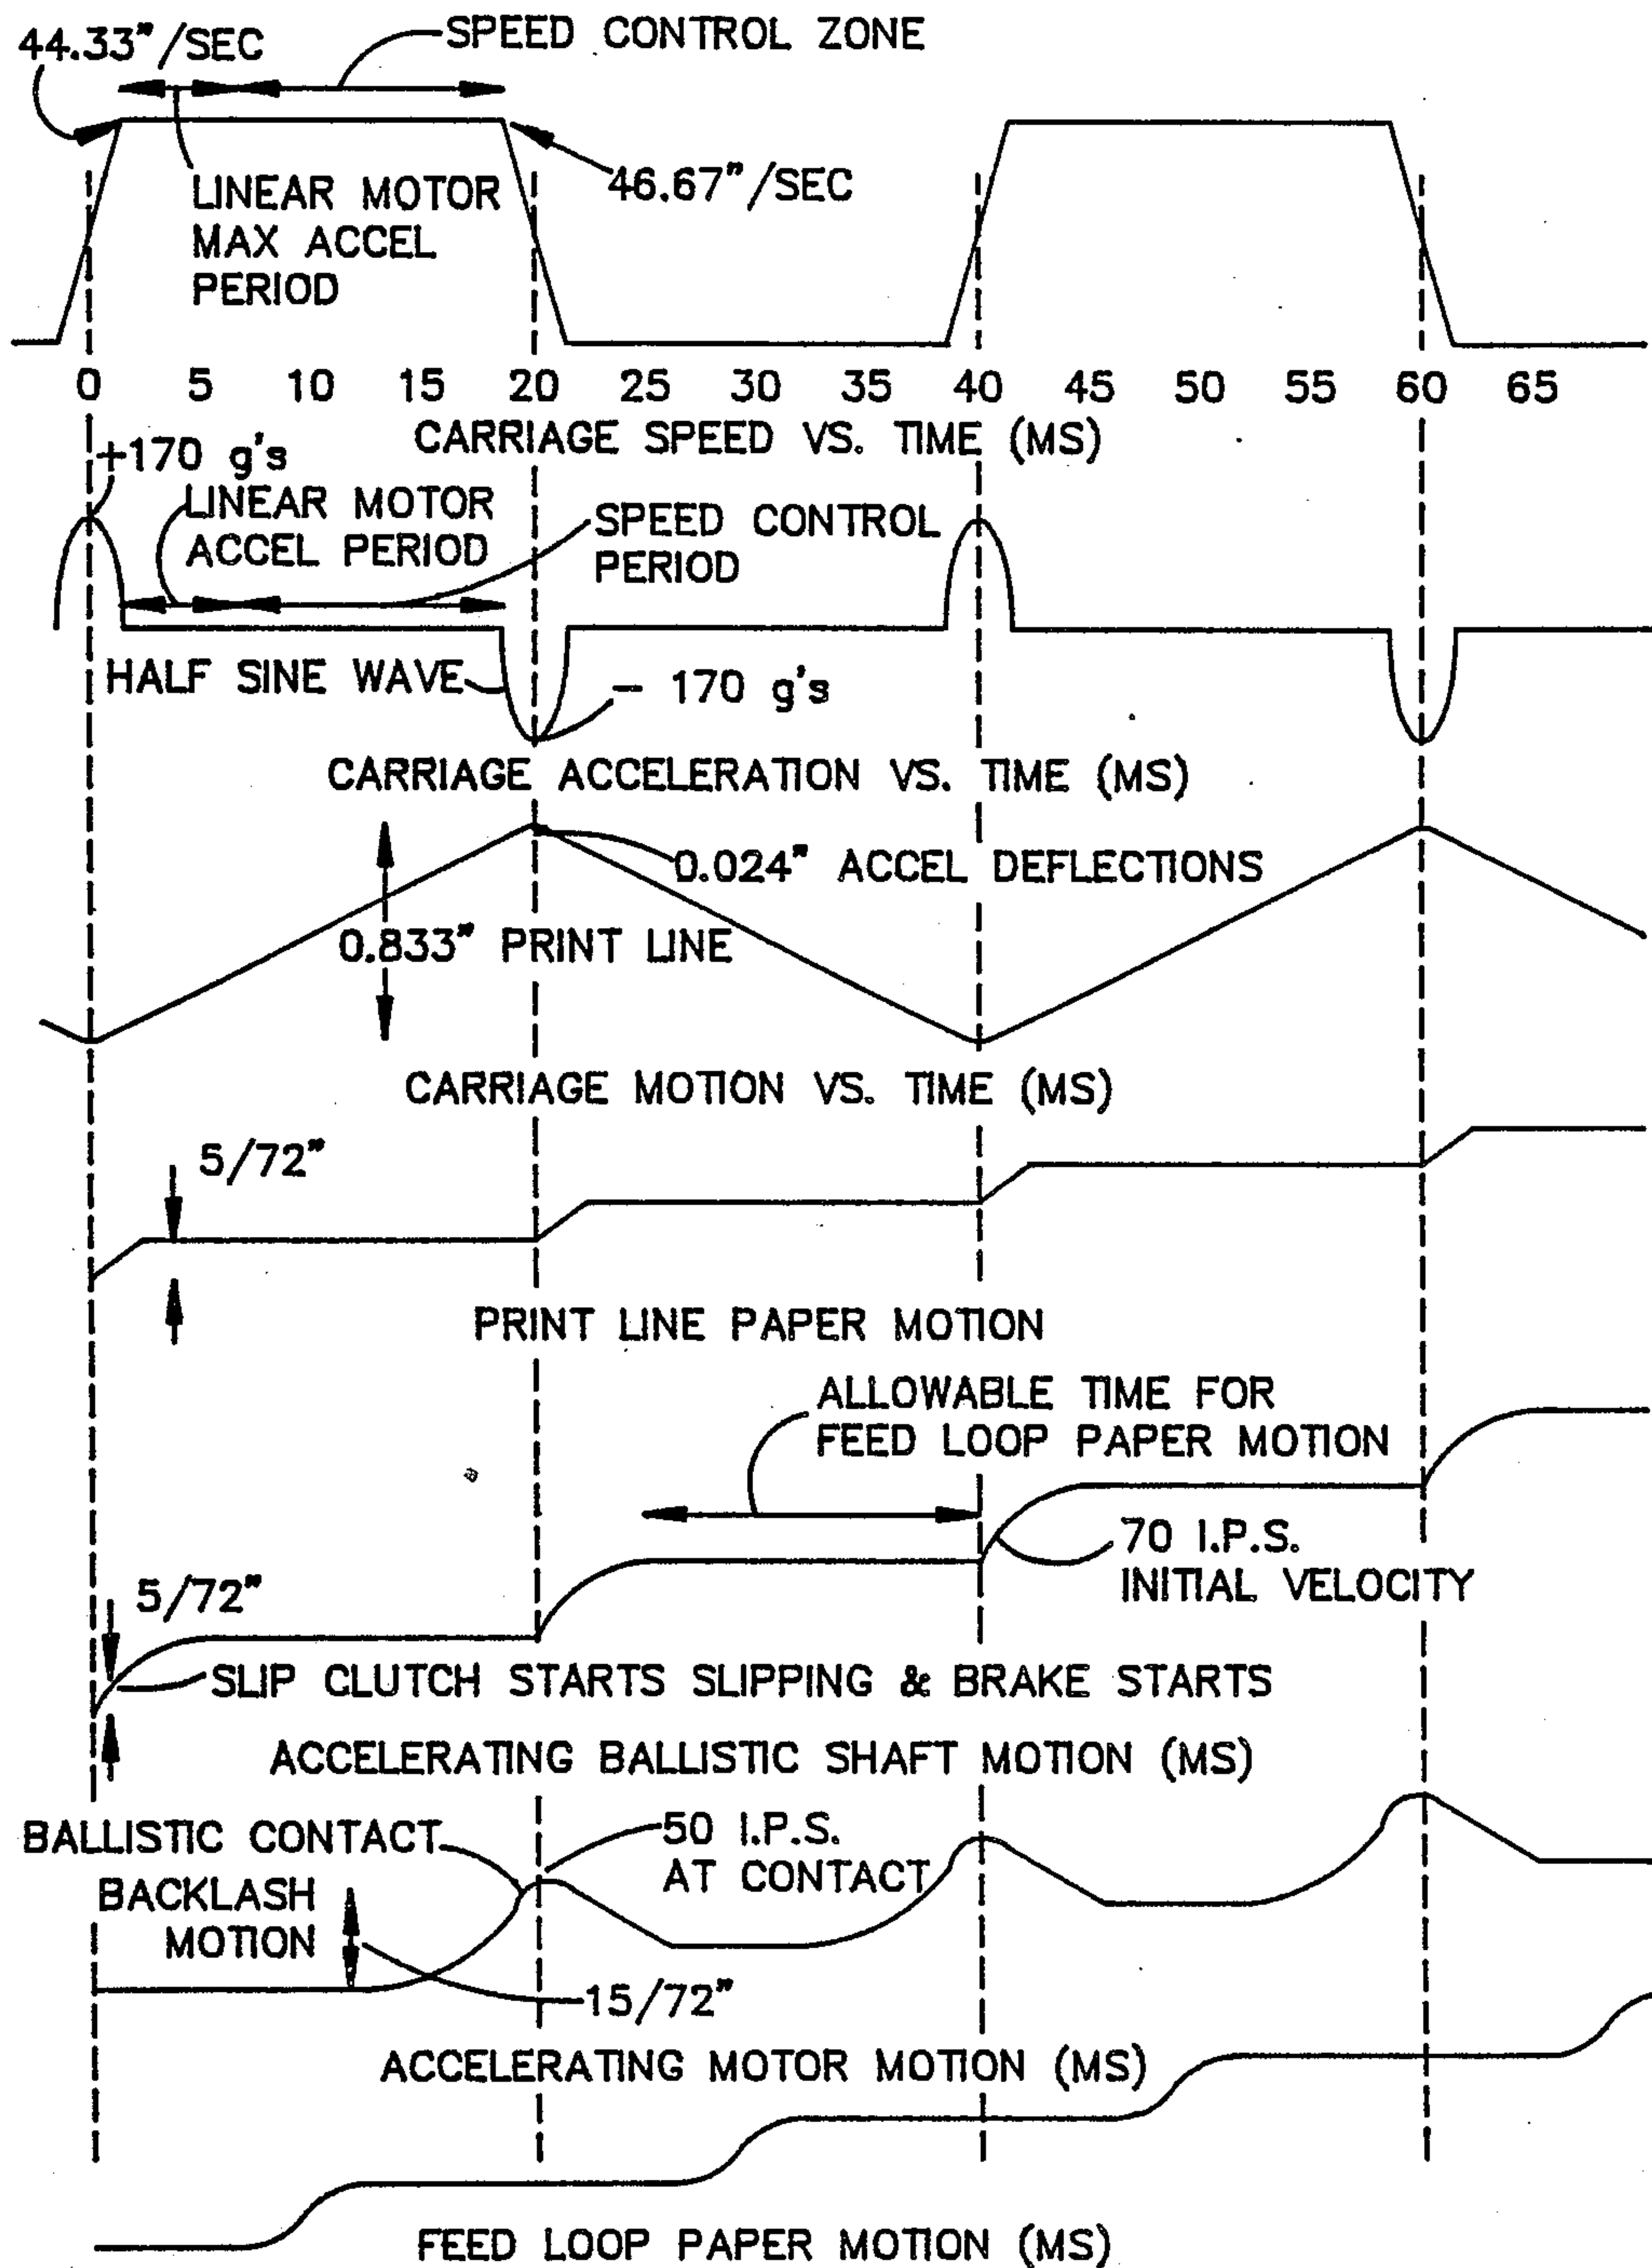 44.33"/SEC
SPEED CONTROL ZONE
LINEAR MOTOR
MAX ACCEL
PERIOD
46.67"/SEC
0 5 10 15 20 25 30 35 40 45 50 55 60 65
CARRIAGE SPEED VS. TIME (MS)
+170 g's
LINEAR MOTOR
ACCEL PERIOD
SPEED CONTROL
PERIOD
HALF SINE WAVE
- 170 g's
CARRIAGE ACCELERATION VS. TIME (MS)
0.024" ACCEL DEFLECTIONS
0.833" PRINT LINE
CARRIAGE MOTION VS. TIME (MS)
5/72"
PRINT LINE PAPER MOTION
ALLOWABLE TIME FOR
FEED LOOP PAPER MOTION
70 I.P.S.
INITIAL VELOCITY
5/72"
SLIP CLUTCH STARTS SLIPPING & BRAKE STARTS
ACCELERATING BALLISTIC SHAFT MOTION (MS)
BALLISTIC CONTACT
50 I.P.S.
AT CONTACT
BACKLASH
MOTION
15/72"
ACCELERATING MOTOR MOTION (MS)
FEED LOOP PAPER MOTION (MS)